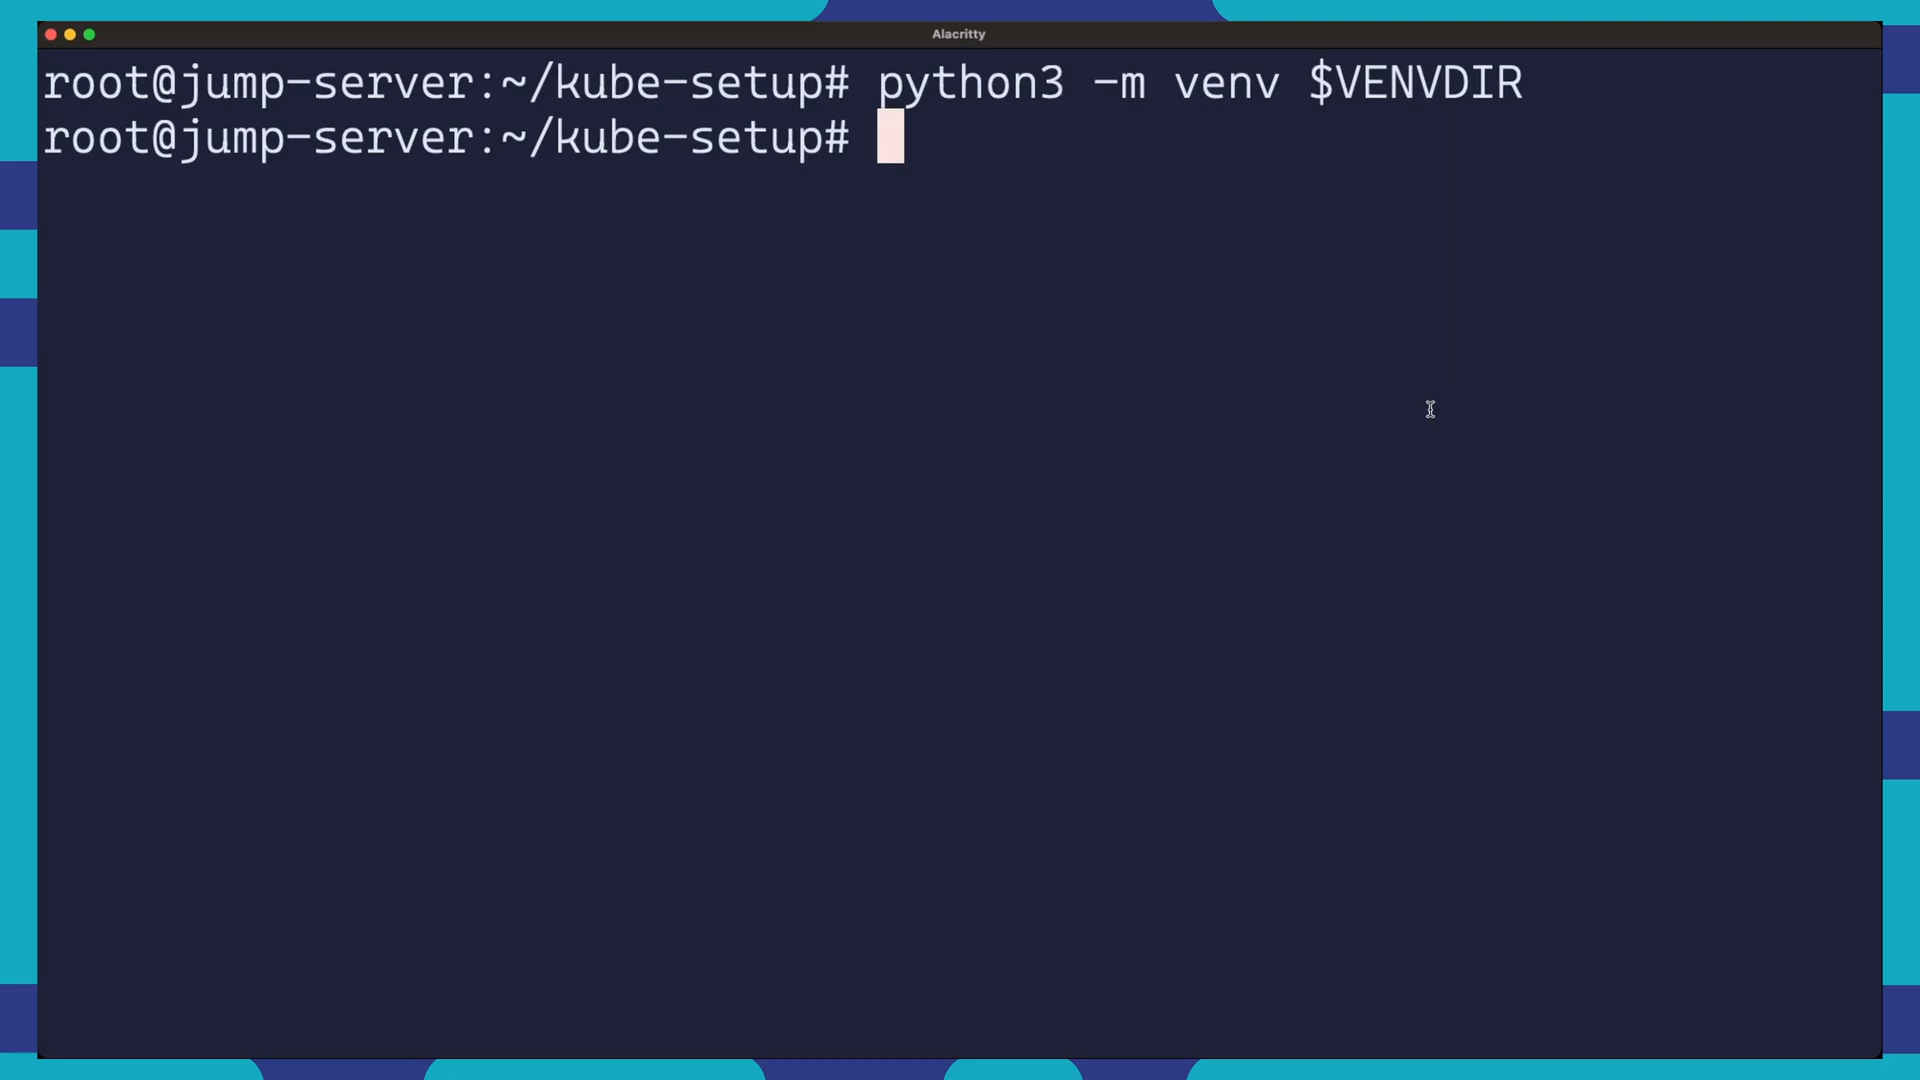 Alacritty
root@jump-server:~/kube-setup# python3 -m venv $VENVDIR
root@jump-server:~/kube-setup#